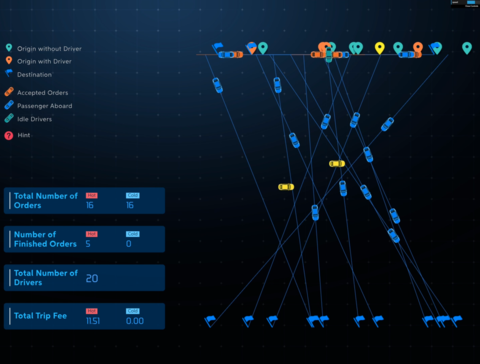 Origin without Driver
Origin with Driver
Destination
Accepted Orders
Passenger Aboard
Idle Drivers
? Hint
Total Number of
Orders
16
16
Number of
Finished Orders
5
0
Total Number of
Drivers
20
Total Trip Fee
11.51
0.00